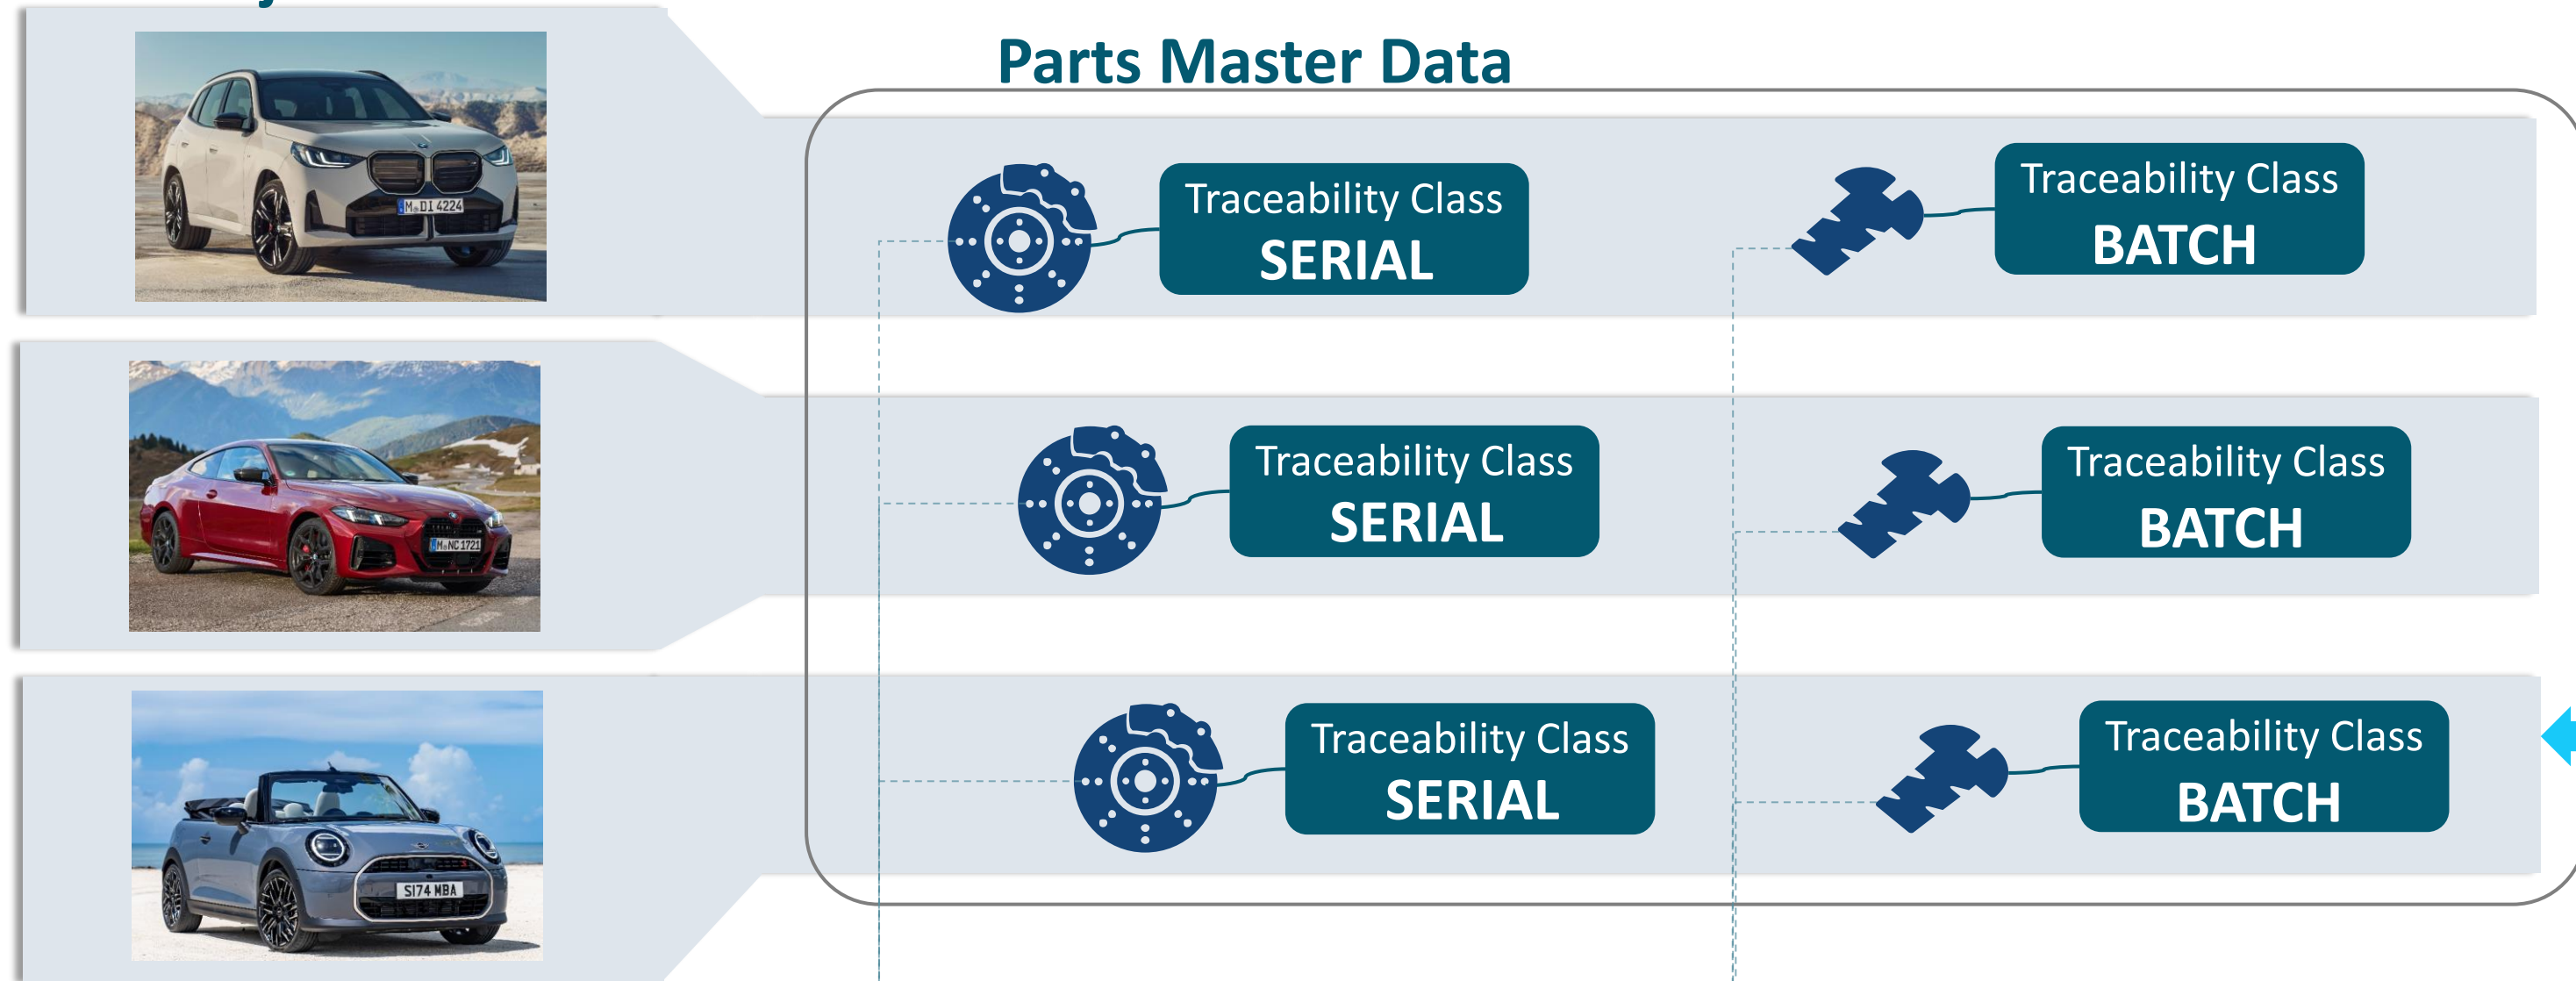 Parts Master Data
M DI 4224
Traceability Class
SERIAL
Traceability Class
BATCH
M NC 1721
Traceability Class
SERIAL
Traceability Class
BATCH
S174 MBA
Traceability Class
SERIAL
Traceability Class
BATCH